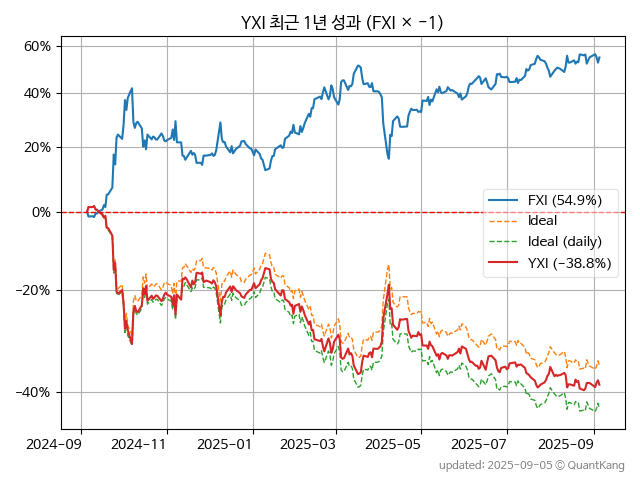 YXI 최근 1년 성과 (FXI × -1)
60%
40%
20%
0%
−20%
−40%
FXI (54.9%)
Ideal
Ideal (daily)
YXI (-38.8%)
2024-09 2024-11 2025-01 2025-03 2025-05 2025-07 2025-09
updated: 2025-09-05 © QuantKang